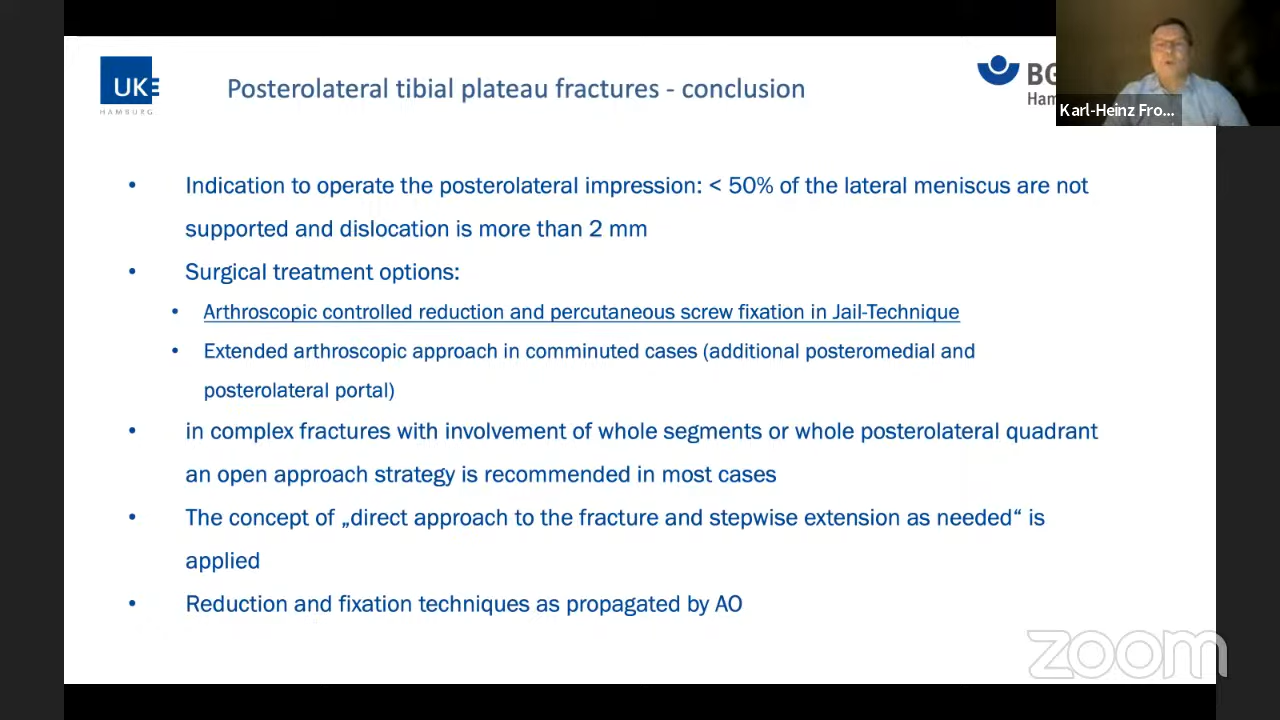 UKE
HAMBURG
Posterolateral tibial plateau fractures - conclusion
BG
Ham
Karl-Heinz Fro...
• Indication to operate the posterolateral impression: < 50% of the lateral meniscus are not
supported and dislocation is more than 2 mm
• Surgical treatment options:
• Arthroscopic controlled reduction and percutaneous screw fixation in Jail-Technique
• Extended arthroscopic approach in comminuted cases (additional posteromedial and
posterolateral portal)
• in complex fractures with involvement of whole segments or whole posterolateral quadrant
an open approach strategy is recommended in most cases
• The concept of „direct approach to the fracture and stepwise extension as needed“ is
applied
• Reduction and fixation techniques as propagated by AO
zoom